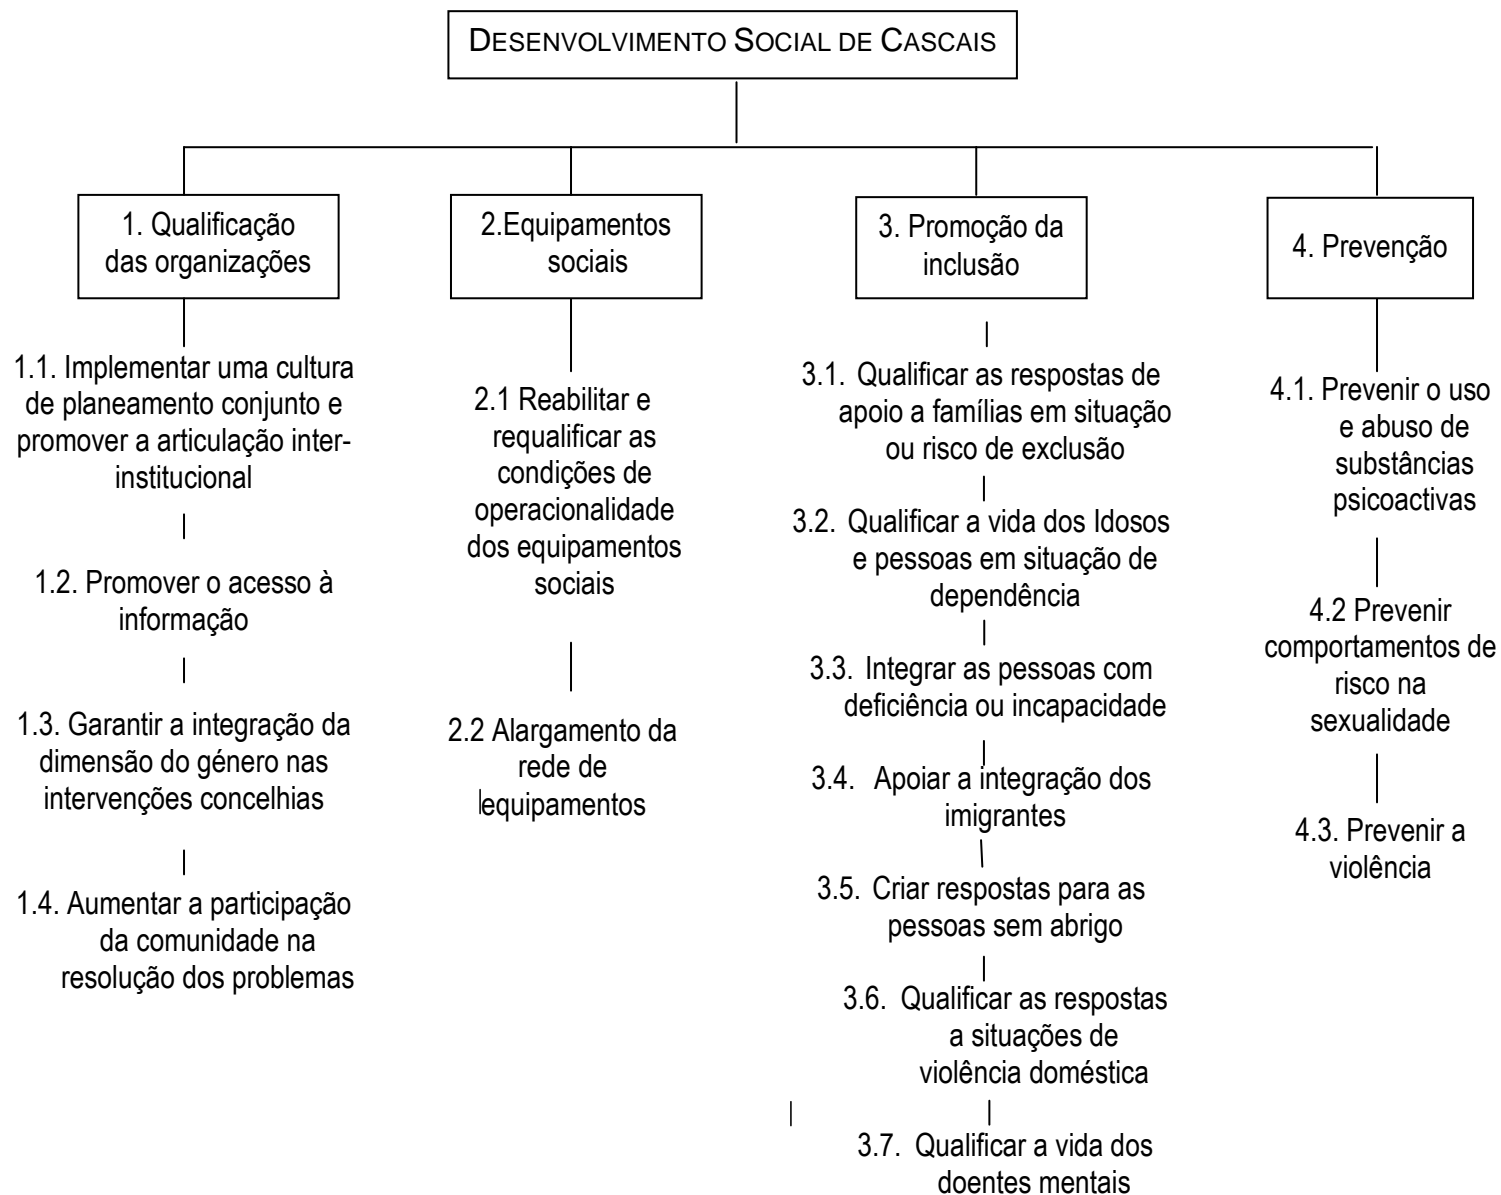 DESENVOLVIMENTO SOCIAL DE CASCAIS
1. Qualificação
das organizações
1.1. Implementar uma cultura
de planeamento conjunto e
promover a articulação inter-
institucional
1.2. Promover o acesso à
informação
1.3. Garantir a integração da
dimensão do género nas
intervenções concelhias
1.4. Aumentar a participação
da comunidade na
resolução dos problemas
2.Equipamentos
sociais
2.1 Reabilitar e
requalificar as
condições de
operacionalidade
dos equipamentos
sociais
2.2 Alargamento da
rede de
equipamentos
3. Promoção da
inclusão
3.1. Qualificar as respostas de
apoio a famílias em situação
ou risco de exclusão
3.2. Qualificar a vida dos Idosos
e pessoas em situação de
dependência
3.3. Integrar as pessoas com
deficiência ou incapacidade
3.4. Apoiar a integração dos
imigrantes
3.5. Criar respostas para as
pessoas sem abrigo
3.6. Qualificar as respostas
a situações de
violência doméstica
3.7. Qualificar a vida dos
doentes mentais
4. Prevenção
4.1. Prevenir o uso
e abuso de
substâncias
psicoactivas
4.2 Prevenir
comportamentos de
risco na
sexualidade
4.3. Prevenir a
violência